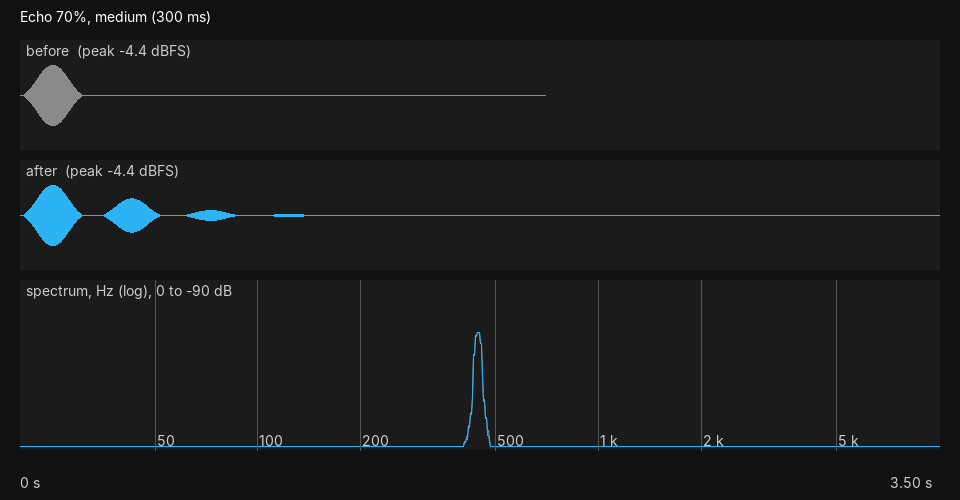 Echo 70%, medium (300 ms)
before (peak -4.4 dBFS)
after (peak -4.4 dBFS)
spectrum, Hz (log), 0 to -90 dB
50 100 200 500 1 k 2 k 5 k
0 s 3.50 s